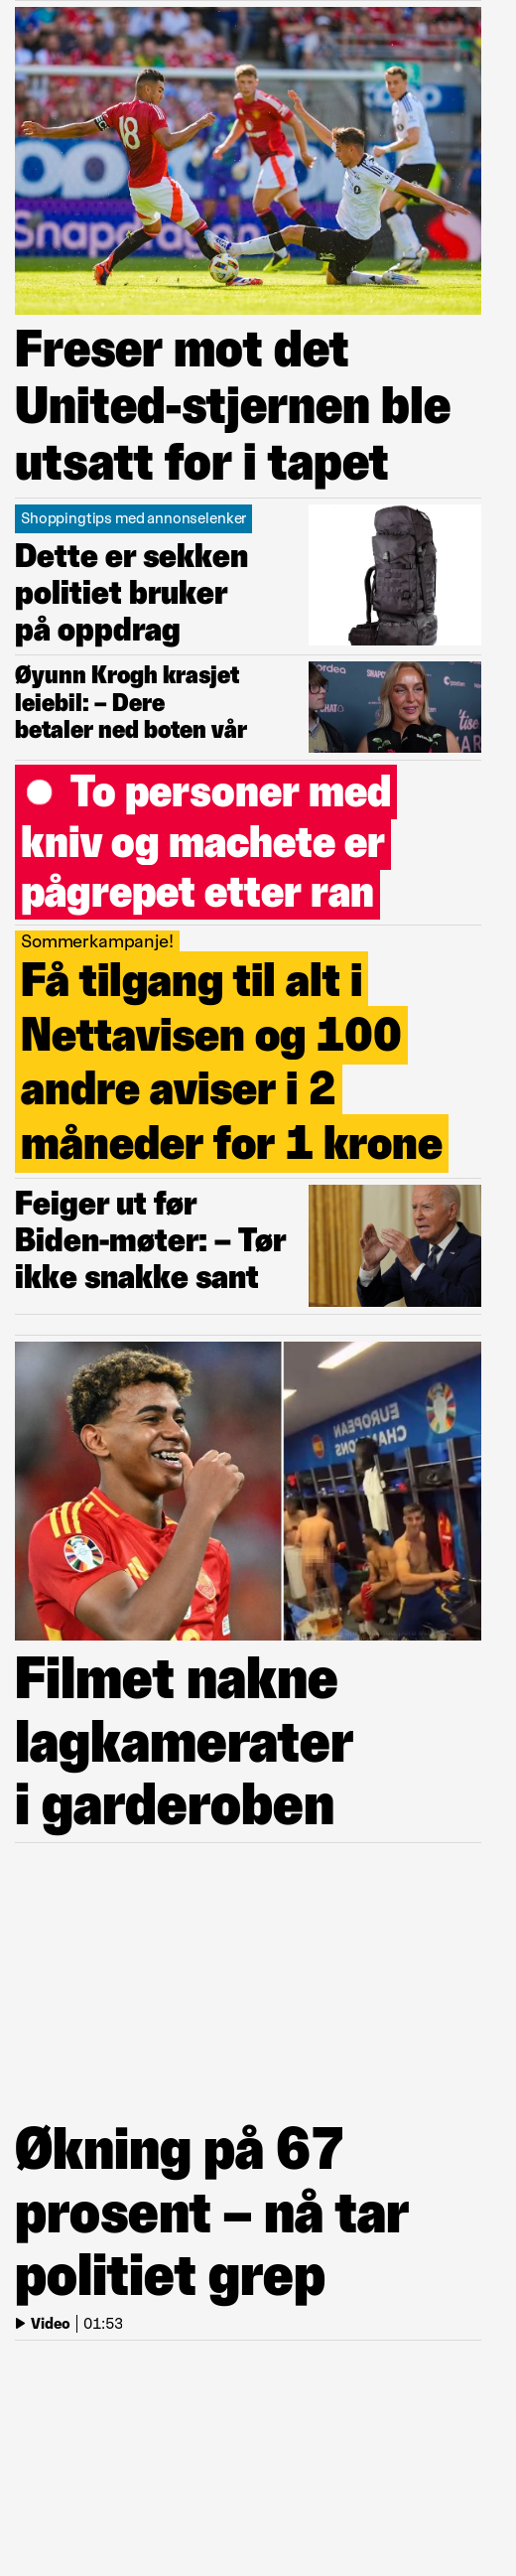 18
Snapdragon
Freser mot det
United-stjernen ble
utsatt for i tapet
Shoppingtips med annonselenker
Dette er sekken
politiet bruker
på oppdrag
Øyunn Krogh krasjet
leiebil: – Dere
betaler ned boten vår
To personer med
kniv og machete er
pågrepet etter ran
Sommerkampanje!
Få tilgang til alt i
Nettavisen og 100
andre aviser i 2
måneder for 1 krone
Feiger ut før
Biden-møter: – Tør
ikke snakke sant
EUROPEAN
CHAMPIONS
Filmet nakne
lagkamerater
i garderoben
Økning på 67
prosent – nå tar
politiet grep
Video | 01:53